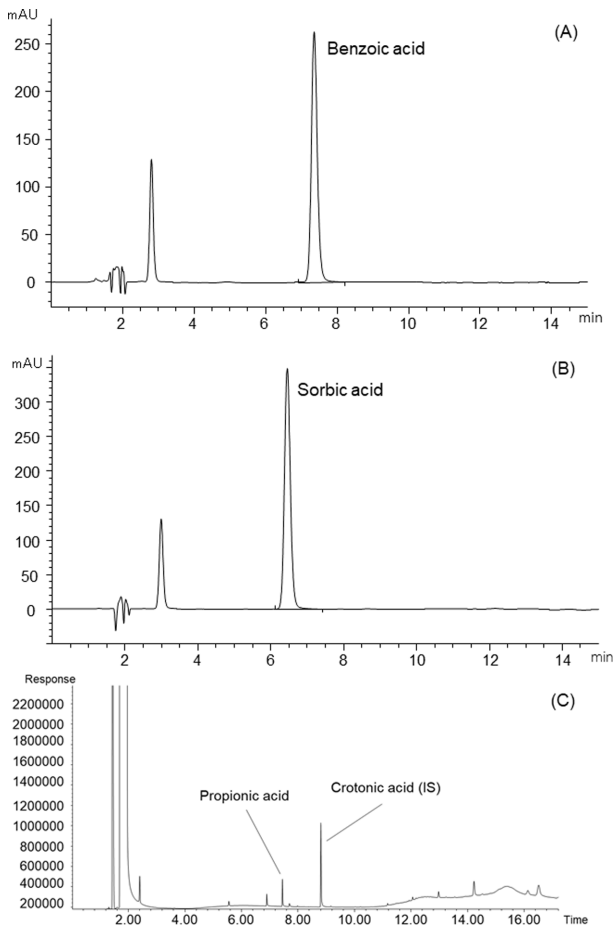 mAU
(A)
250
Benzoic acid
200
150
100
50
0
2 4 6 8 10 12 14 min
mAU
(B)
300
Sorbic acid
250
200
150
100
50
0
2 4 6 8 10 12 14 min
Response
(C)
2200000
2000000
1800000
1600000
1400000
1200000
Crotonic acid (IS)
Propionic acid
1000000
800000
600000
400000
200000
2.00 4.00 6.00 8.00 10.00 12.00 14.00 16.00 Time